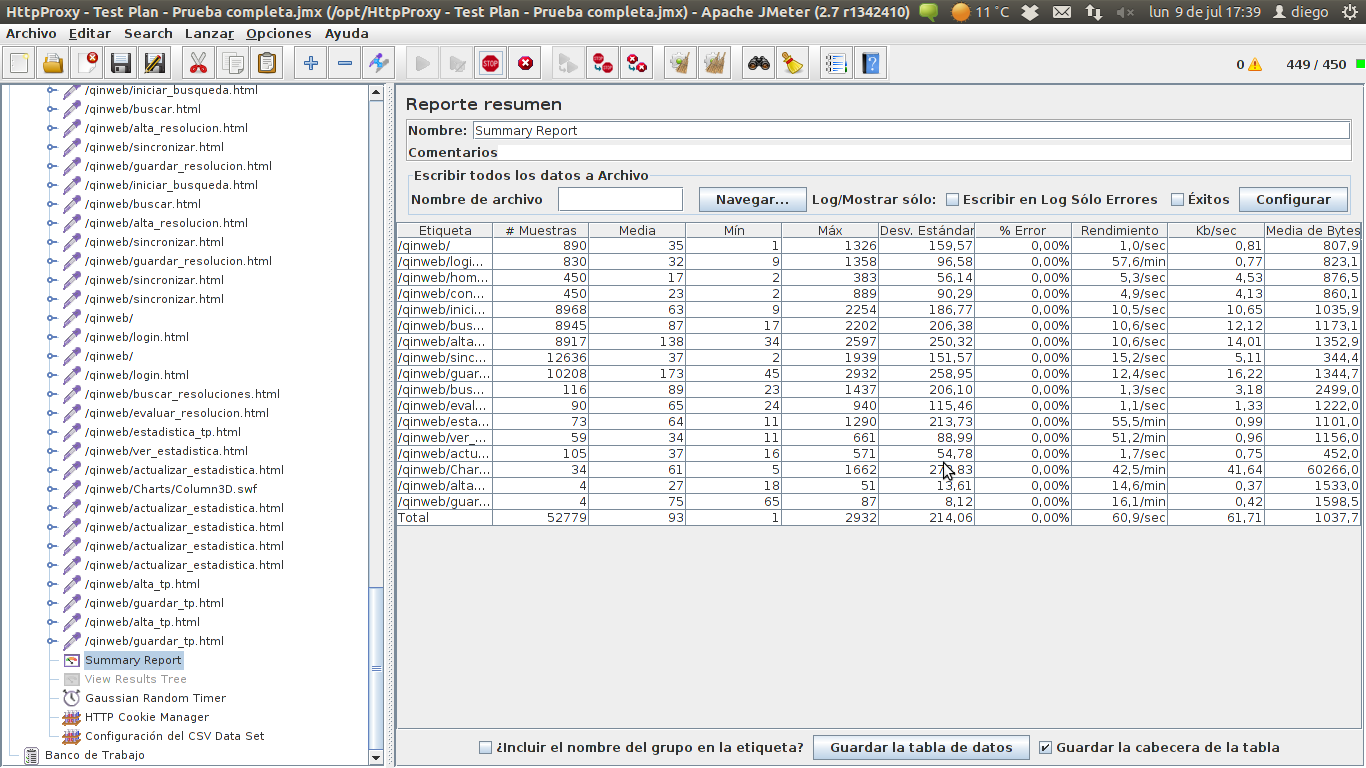 HttpProxy - Test Plan - Prueba completa.jmx (/opt/HttpProxy - Test Plan - Prueba completa.jmx) - Apache JMeter (2.7 r1342410) 11 °C lun 9 de jul 17:39 diego
Archivo Editar Search Lanzar Opciones Ayuda
STOP 0 449 / 450
/qinweb/iniciar_busqueda.html
/qinweb/buscar.html
/qinweb/alta_resolucion.html
/qinweb/sincronizar.html
/qinweb/guardar_resolucion.html
/qinweb/iniciar_busqueda.html
/qinweb/buscar.html
/qinweb/alta_resolucion.html
/qinweb/sincronizar.html
/qinweb/guardar_resolucion.html
/qinweb/sincronizar.html
/qinweb/sincronizar.html
/qinweb/
/qinweb/login.html
/qinweb/
/qinweb/login.html
/qinweb/buscar_resoluciones.html
/qinweb/evaluar_resolucion.html
/qinweb/estadistica_tp.html
/qinweb/ver_estadistica.html
/qinweb/actualizar_estadistica.html
/qinweb/Charts/Column3D.swf
/qinweb/actualizar_estadistica.html
/qinweb/actualizar_estadistica.html
/qinweb/actualizar_estadistica.html
/qinweb/actualizar_estadistica.html
/qinweb/alta_tp.html
/qinweb/guardar_tp.html
/qinweb/alta_tp.html
/qinweb/guardar_tp.html
Summary Report
View Results Tree
Gaussian Random Timer
HTTP Cookie Manager
Configuración del CSV Data Set
Banco de Trabajo
Reporte resumen
Nombre: Summary Report
Comentarios
Escribir todos los datos a Archivo
Nombre de archivo Navegar... Log/Mostrar sólo: Escribir en Log Sólo Errores Éxitos Configurar
Etiqueta # Muestras Media Mín Máx Desv. Estándar % Error Rendimiento Kb/sec Media de Bytes
/qinweb/ 890 35 1 1326 159,57 0,00% 1,0/sec 0,81 807,9
/qinweb/logi... 830 32 9 1358 96,58 0,00% 57,6/min 0,77 823,1
/qinweb/hom... 450 17 2 383 56,14 0,00% 5,3/sec 4,53 876,5
/qinweb/con... 450 23 2 889 90,29 0,00% 4,9/sec 4,13 860,1
/qinweb/inici... 8968 63 9 2254 186,77 0,00% 10,5/sec 10,65 1035,9
/qinweb/bus... 8945 87 17 2202 206,38 0,00% 10,6/sec 12,12 1173,1
/qinweb/alta... 8917 138 34 2597 250,32 0,00% 10,6/sec 14,01 1352,9
/qinweb/sinc... 12636 37 2 1939 151,57 0,00% 15,2/sec 5,11 344,4
/qinweb/guar... 10208 173 45 2932 258,95 0,00% 12,4/sec 16,22 1344,7
/qinweb/bus... 116 89 23 1437 206,10 0,00% 1,3/sec 3,18 2499,0
/qinweb/eval... 90 65 24 940 115,46 0,00% 1,1/sec 1,33 1222,0
/qinweb/esta... 73 64 11 1290 213,73 0,00% 55,5/min 0,99 1101,0
/qinweb/ver_... 59 34 11 661 88,99 0,00% 51,2/min 0,96 1156,0
/qinweb/actu... 105 37 16 571 54,78 0,00% 1,7/sec 0,75 452,0
/qinweb/Char... 34 61 5 1662 0,00% 42,5/min 41,64 60266,0
/qinweb/alta... 4 27 18 51 13,61 0,00% 14,6/min 0,37 1533,0
/qinweb/guar... 4 75 65 87 8,12 0,00% 16,1/min 0,42 1598,5
Total 52779 93 1 2932 214,06 0,00% 60,9/sec 61,71 1037,7
¿Incluir el nombre del grupo en la etiqueta? Guardar la tabla de datos Guardar la cabecera de la tabla